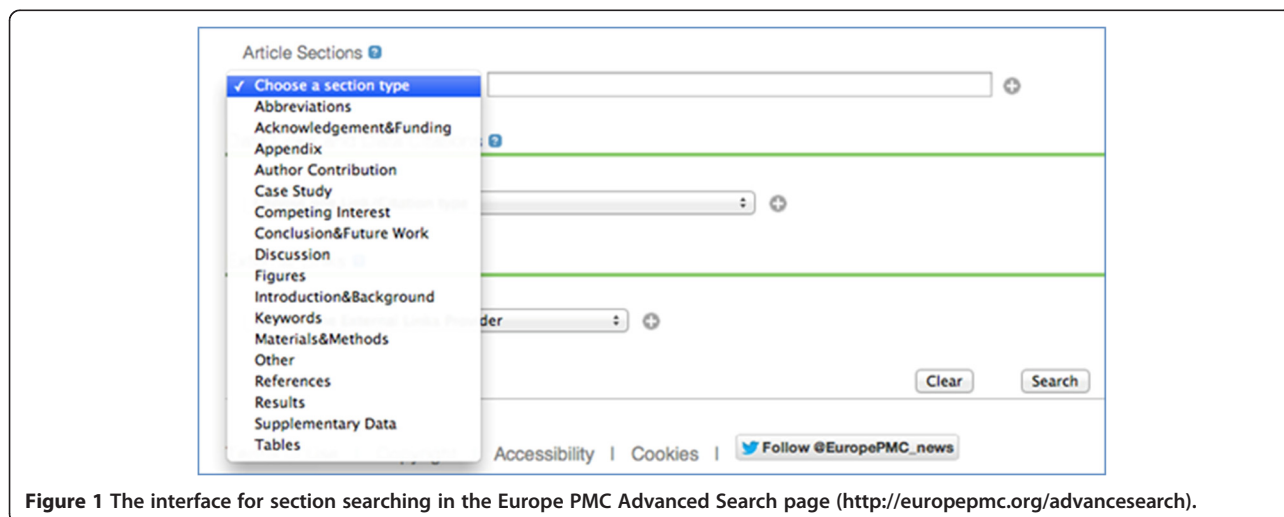 Article Sections ?
✓ Choose a section type
Abbreviations
Acknowledgement&Funding
Appendix
Author Contribution
Case Study
Competing Interest
Conclusion&Future Work
Discussion
Figures
Introduction&Background
Keywords
Materials&Methods
Other
References
Results
Supplementary Data
Tables
Clear Search
Accessibility | Cookies | Follow @EuropePMC_news
Figure 1 The interface for section searching in the Europe PMC Advanced Search page (http://europepmc.org/advancesearch).